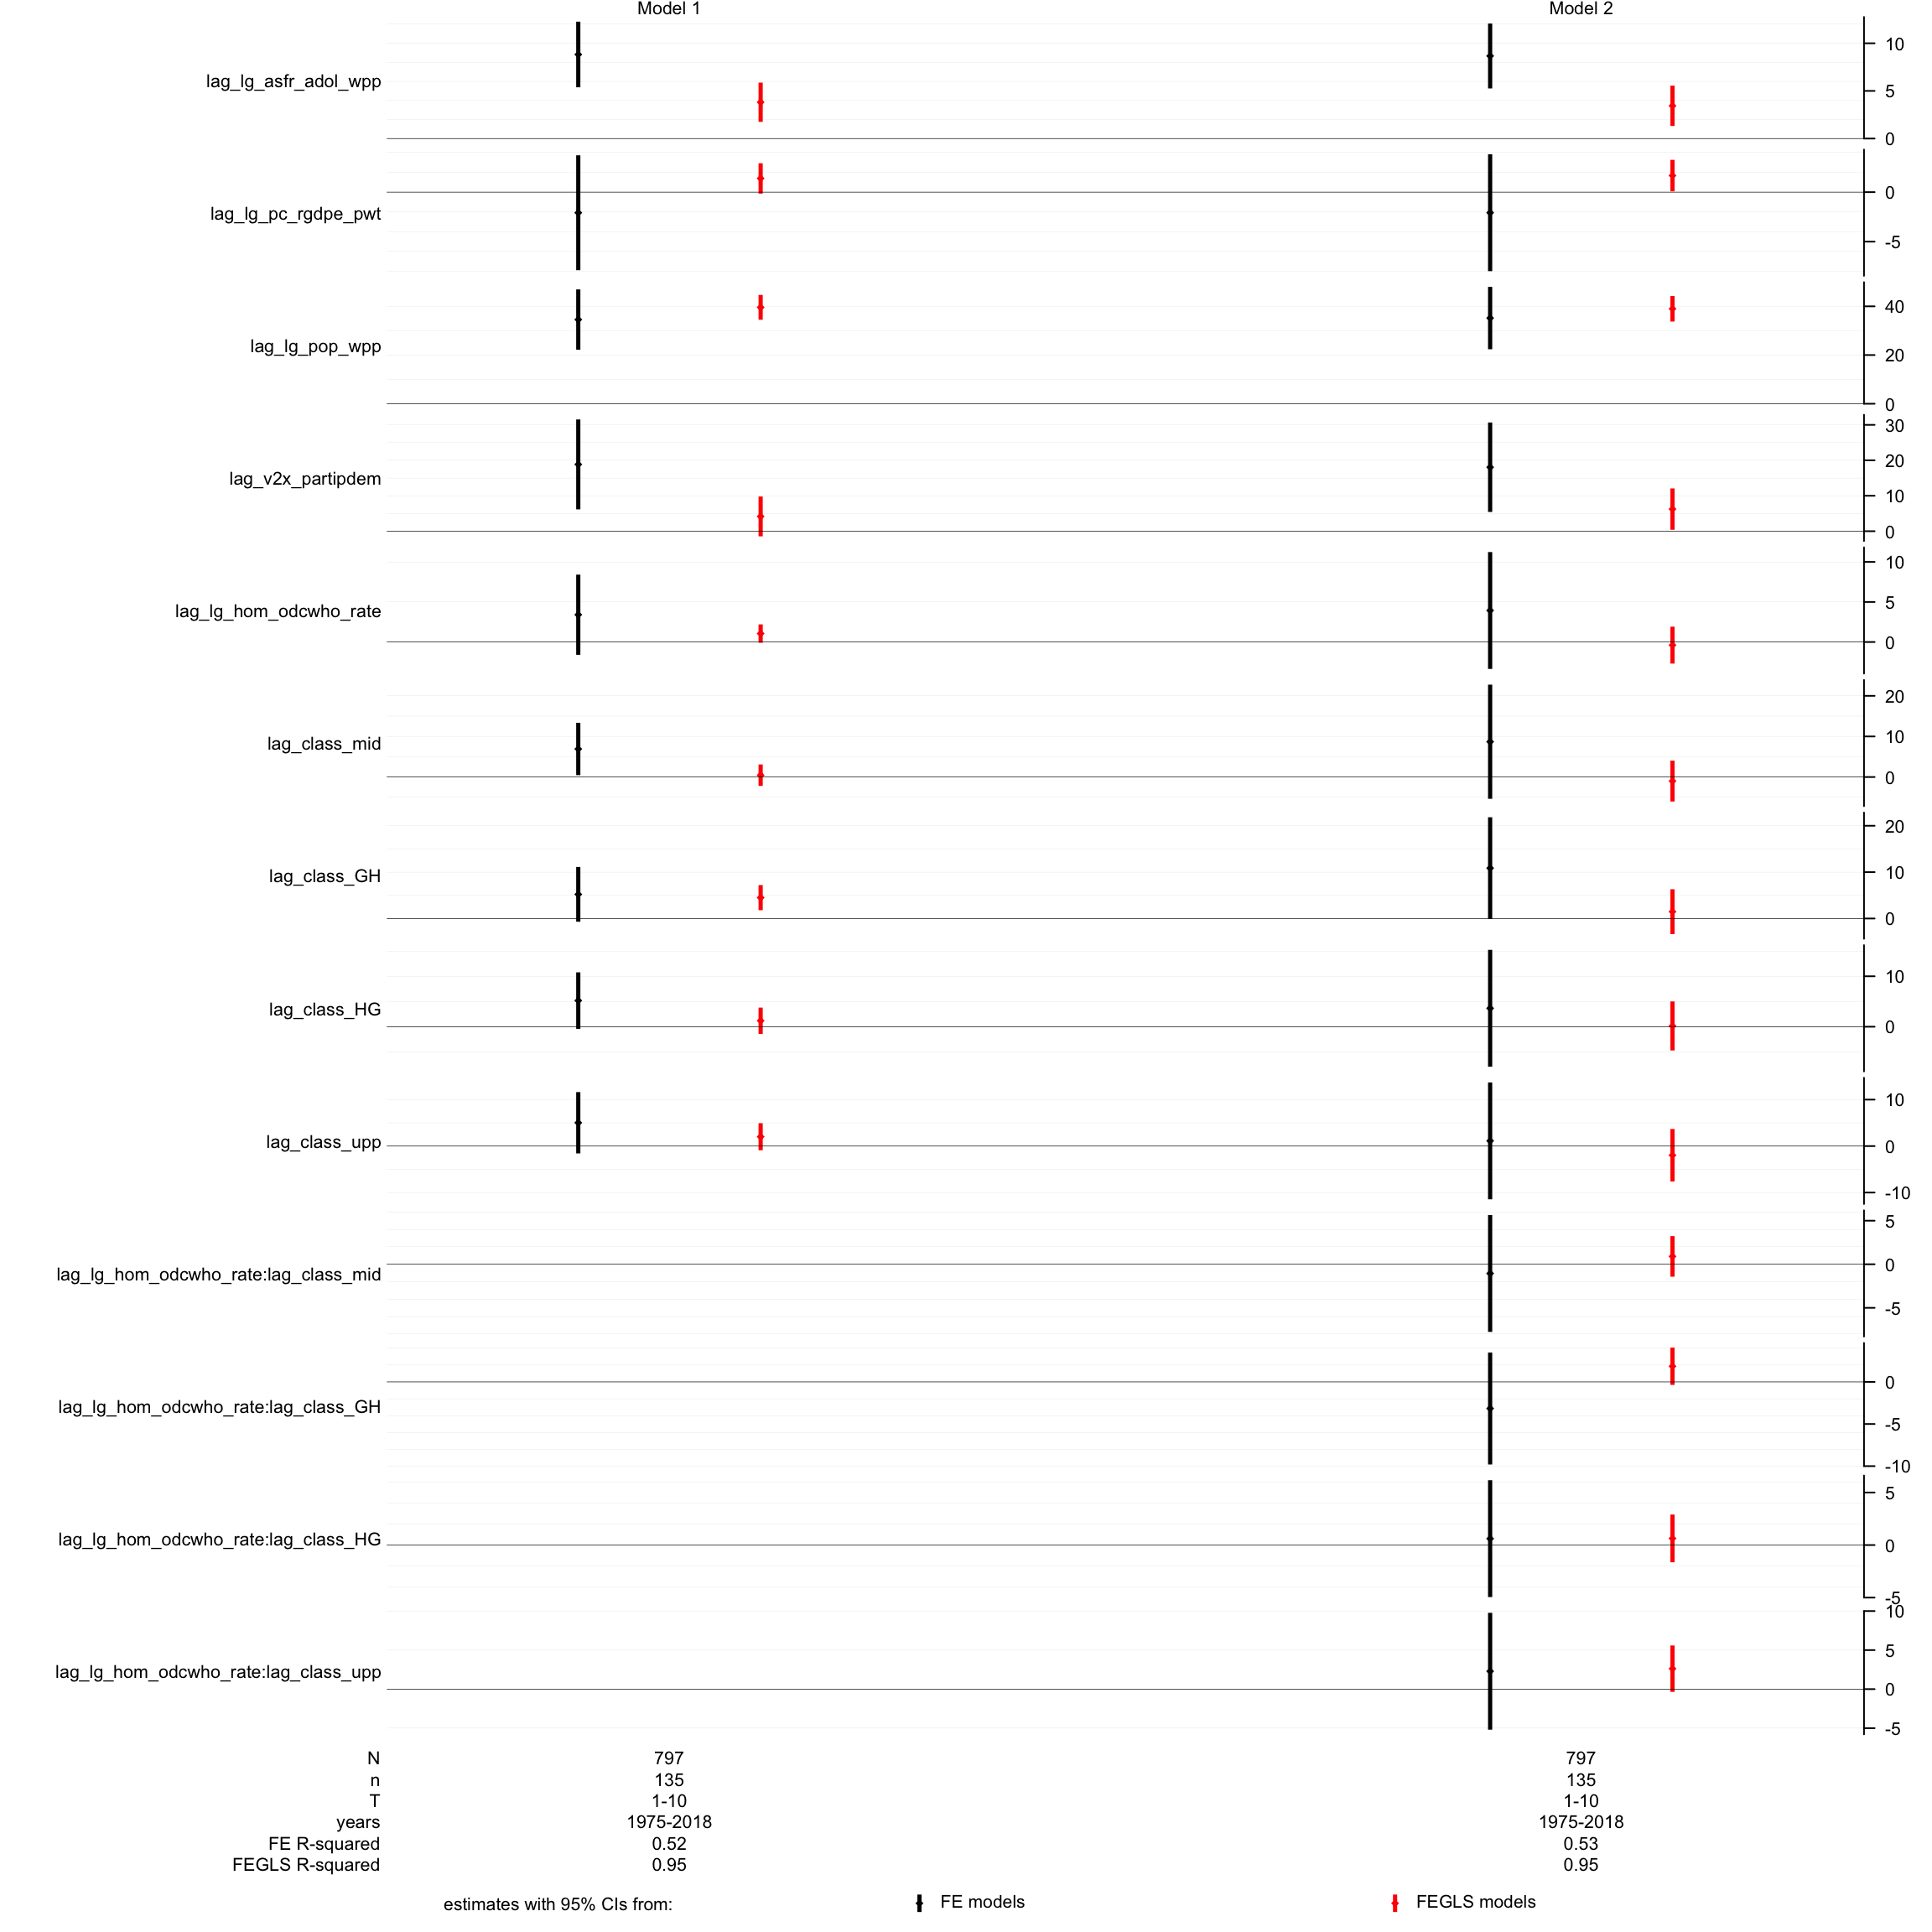 Model 1 Model 2
lag_lg_asfr_adol_wpp
10
5
0
lag_lg_pc_rgdpe_pwt
0
-5
lag_lg_pop_wpp
40
20
0
lag_v2x_partipdem
30
20
10
0
lag_lg_hom_odcwho_rate
10
5
0
lag_class_mid
20
10
0
lag_class_GH
20
10
0
lag_class_HG
10
0
lag_class_upp
10
0
-10
lag_lg_hom_odcwho_rate:lag_class_mid
5
0
-5
lag_lg_hom_odcwho_rate:lag_class_GH
0
-5
-10
lag_lg_hom_odcwho_rate:lag_class_HG
5
0
-5
lag_lg_hom_odcwho_rate:lag_class_upp
10
5
0
-5
N 797 797
n 135 135
T 1-10 1-10
years 1975-2018 1975-2018
FE R-squared 0.52 0.53
FEGLS R-squared 0.95 0.95
estimates with 95% CIs from: FE models FEGLS models